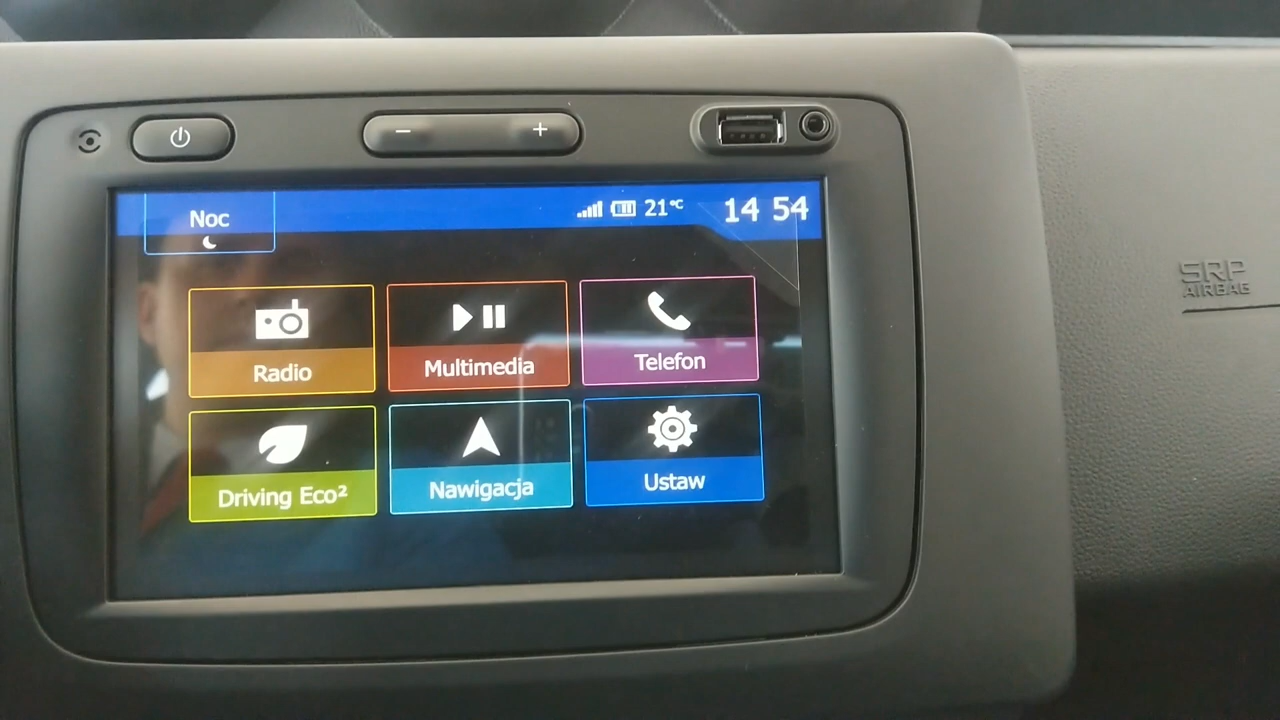 Noc
21°C
14 54
Radio
Multimedia
Telefon
Driving Eco²
Nawigacja
Ustaw
SRP
AIRBAG